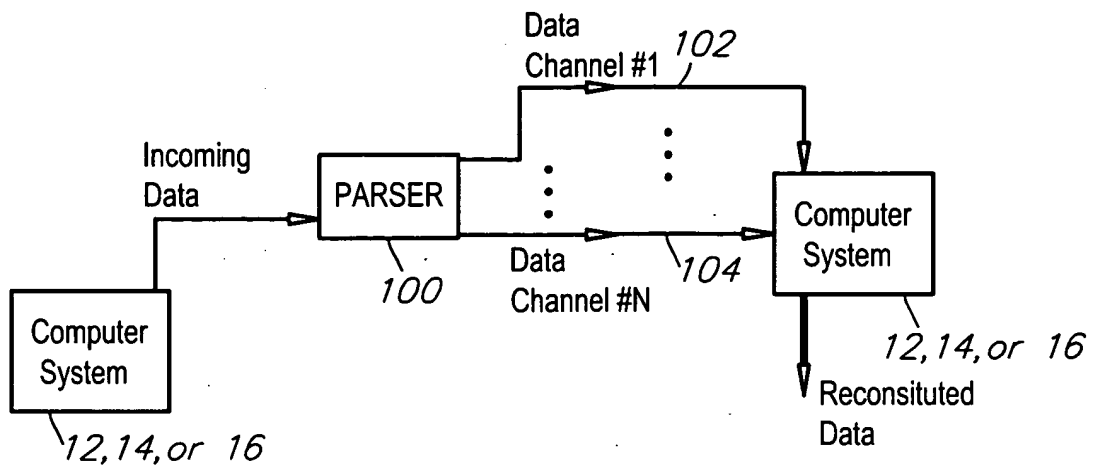 Data
Channel #1
102
Incoming
Data
PARSER
100
Data
Channel #N
104
Computer
System
12, 14, or 16
Computer
System
12, 14, or 16
Reconsituted
Data